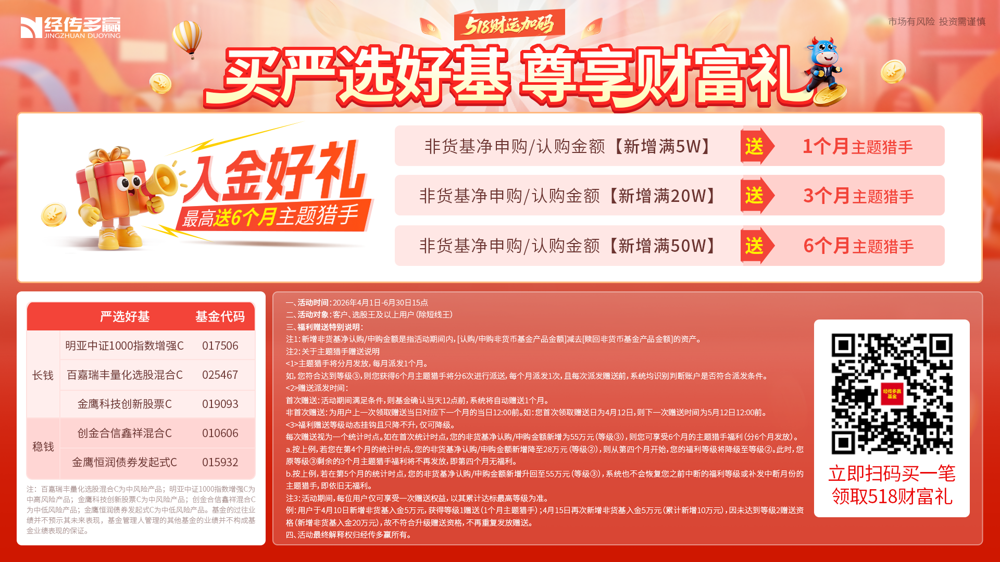 经传多赢
JINGZHUAN DUOYING
518财运加码
市场有风险 投资需谨慎
买严选好基 尊享财富礼
入金好礼
最高送6个月主题猎手
非货基净申购/认购金额【新增满5W】 送 1个月主题猎手
非货基净申购/认购金额【新增满20W】 送 3个月主题猎手
非货基净申购/认购金额【新增满50W】 送 6个月主题猎手
严选好基 基金代码
长钱
明亚中证1000指数增强C 017506
百嘉瑞丰量化选股混合C 025467
金鹰科技创新股票C 019093
稳钱
创金合信鑫祥混合C 010606
金鹰恒润债券发起式C 015932
注：百嘉瑞丰量化选股混合C为中风险产品；明亚中证1000指数增强C为
中高风险产品；金鹰科技创新股票C为中风险产品；创金合信鑫祥混合C
为中低风险产品；金鹰恒润债券发起式C为中低风险产品。基金的过往业
绩并不预示其未来表现，基金管理人管理的其他基金的业绩并不构成基
金业绩表现的保证。
一、活动时间：2026年4月1日-6月30日15点
二、活动对象：客户、选股王及以上用户（除短线王）
三、福利赠送特别说明：
注1：新增非货基净认购/申购金额是指活动期间内，[认购/申购非货币基金产品金额]减去[赎回非货币基金产品金额]的资产。
注2：关于主题猎手赠送说明
<1>主题猎手将分月发放，每月派发1个月。
如，您符合达到等级③，则您获得6个月主题猎手将分6次进行派送，每个月派发1次，且每次派发赠送前，系统均识别判断账户是否符合派发条件。
<2>赠送派发时间：
首次赠送：活动期间满足条件，则基金确认当天12点前，系统将自动赠送1个月。
非首次赠送：为用户上一次领取赠送当日对应下一个月的当日12:00前。如：您首次领取赠送日为4月12日，则下一次赠送时间为5月12日12:00前。
<3>福利赠送等级动态挂钩且只降不升，仅可降级。
每次赠送视为一个统计时点。如在首次统计时点，您的非货基净认购/申购金额新增为55万元（等级③），则您可享受6个月的主题猎手福利（分6个月发放）。
a.按上例，若您在第4个月的统计时点，您的非货基净认购/申购金额新增降至28万元（等级②），则从第四个月开始，您的福利等级将降级至等级②。此时，您
原等级③剩余的3个月主题猎手福利将不再发放，即第四个月无福利。
b.按上例，若在第5个月的统计时点，您的非货基净认购/申购金额新增升回至55万元（等级③），系统也不会恢复您之前中断的福利等级或补发中断月份的
主题猎手，即依旧无福利。
注3：活动期间，每位用户仅可享受一次赠送权益，以其累计达标最高等级为准。
例：用户于4月10日新增非货基入金5万元，获得等级1赠送（1个月主题猎手）；4月15日再次新增非货基入金5万元（累计新增10万元），因未达到等级2赠送资
格（新增非货基入金20万元），故不符合升级赠送资格，不再重复发放赠送。
四、活动最终解释权归经传多赢所有。
经传多赢
基金
立即扫码买一笔
领取518财富礼